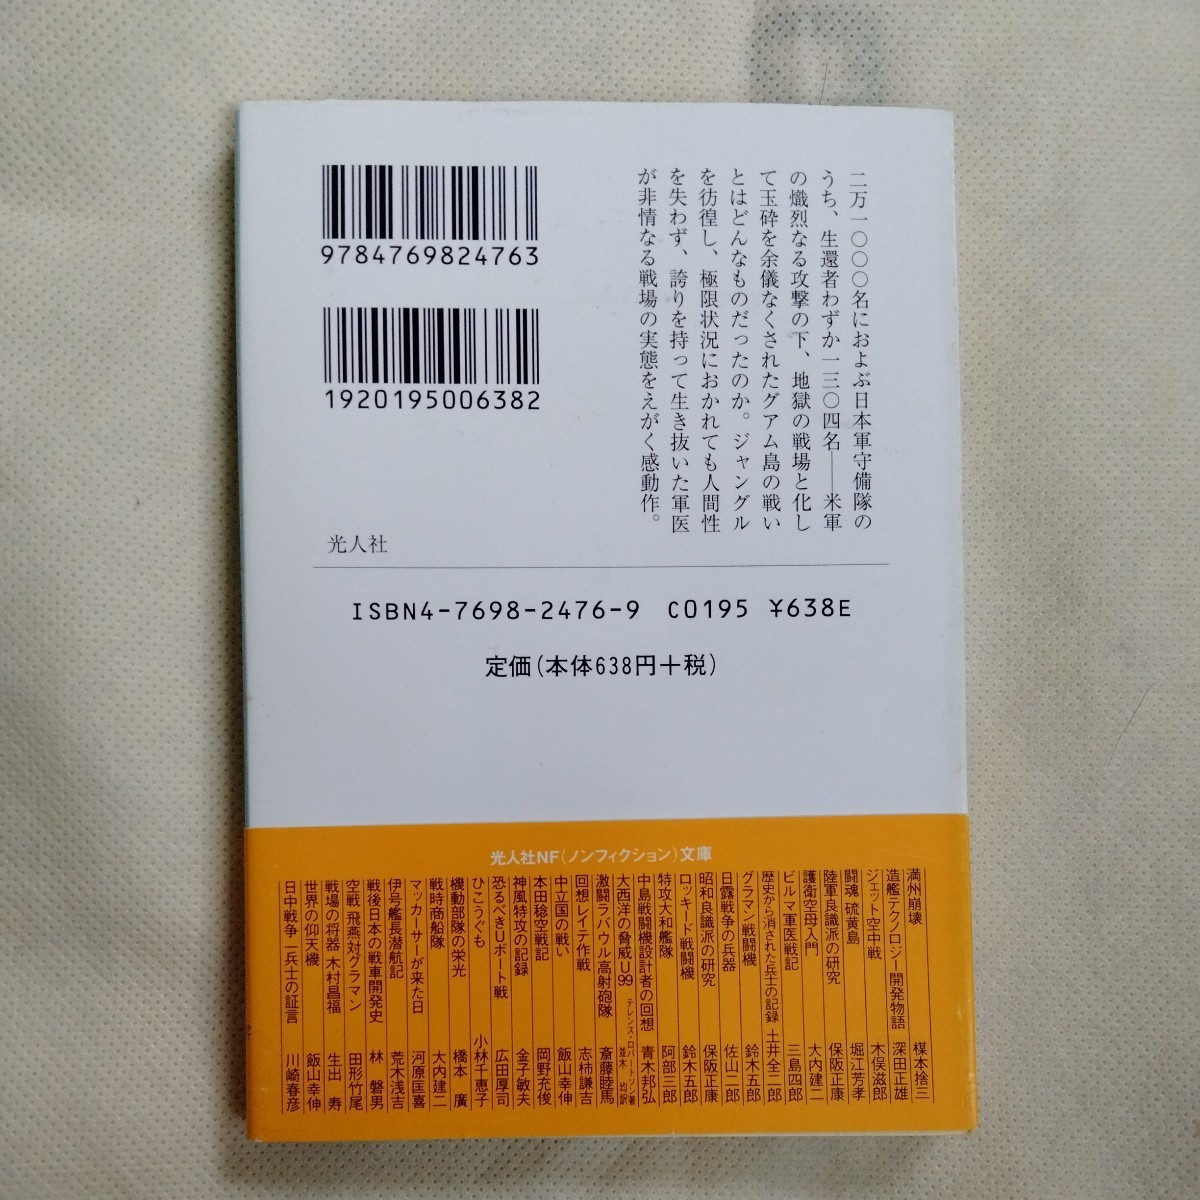 二万一〇〇〇名におよぶ日本軍守備隊の
うち、生還者わずか一三〇四名――米軍
の熾烈なる攻撃の下、地獄の戦場と化し
て玉砕を余儀なくされたグアム島の戦い
とはどんなものだったのか。ジャングル
を彷徨し、極限状況におかれても人間性
を失わず、誇りを持って生き抜いた軍医
が非情なる戦場の実態をえがく感動作。
9784769824763
1920195006382
光人社
ISBN4-7698-2476-9 C0195 ¥638E
定価(本体638円+税)
光人社NF(ノンフィクション)文庫
満州崩壊 楳本捨三
造艦テクノロジー開発物語 深田正雄
ジェット空中戦 木俣滋郎
闘魂 硫黄島 堀江芳孝
陸軍良識派の研究 保阪正康
護衛空母入門 大内建二
ビルマ軍医戦記 三島四郎
歴史から消された兵士の記録 土井全二郎
グラマン戦闘機 鈴木五郎
日露戦争の兵器 佐山二郎
昭和良識派の研究 保阪正康
ロッキード戦闘機 鈴木五郎
特攻大和艦隊 阿部三郎
中島戦闘機設計者の回想 青木邦弘
大西洋の脅威U99 テレンス・ロバートソン著 並木 均訳
激闘ラバウル高射砲隊 斎藤睦馬
回想レイテ作戦 志柿謙吉
中立国の戦い 飯山幸伸
本田稔空戦記 岡野充俊
神風特攻の記録 金子敏夫
恐るべきUボート戦 広田厚司
ひこうぐも 小林千恵子
機動部隊の栄光 橋本 廣
戦時商船隊 大内建二
マッカーサーが来た日 河原匡喜
伊号艦長潜航記 荒木浅吉
戦後日本の戦車開発史 林 磐男
空戦 飛燕対グラマン 田形竹尾
戦場の将器 木村昌福 生出 寿
世界の仰天機 飯山幸伸
日中戦争 一兵士の証言 川崎春彦